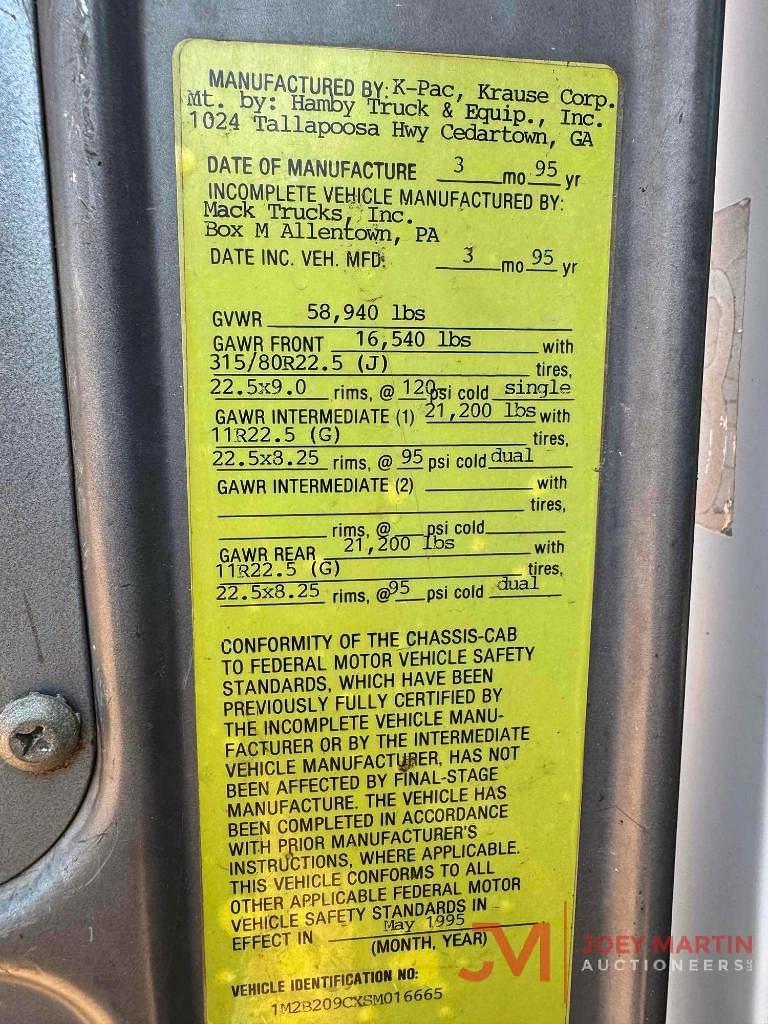 MANUFACTURED BY: K-Pac, Krause Corp.
Mt. by: Hamby Truck & Equip., Inc.
1024 Tallapoosa Hwy Cedartown, GA
DATE OF MANUFACTURE 3 mo 95 yr
INCOMPLETE VEHICLE MANUFACTURED BY:
Mack Trucks, Inc.
Box M Allentown, PA
DATE INC. VEH. MFD: 3 mo 95 yr
GVWR 58,940 lbs
GAWR FRONT 16,540 lbs with
315/80R22.5 (J) tires,
22.5x9.0 rims, @ 120 psi cold single
GAWR INTERMEDIATE (1) 21,200 lbs with
11R22.5 (G) tires,
22.5x8.25 rims, @ 95 psi cold dual
GAWR INTERMEDIATE (2) with
tires,
rims, @ psi cold
GAWR REAR 21,200 lbs with
11R22.5 (G) tires,
22.5x8.25 rims, @95 psi cold dual
CONFORMITY OF THE CHASSIS-CAB
TO FEDERAL MOTOR VEHICLE SAFETY
STANDARDS, WHICH HAVE BEEN
PREVIOUSLY FULLY CERTIFIED BY
THE INCOMPLETE VEHICLE MANU-
FACTURER OR BY THE INTERMEDIATE
VEHICLE MANUFACTURER, HAS NOT
BEEN AFFECTED BY FINAL-STAGE
MANUFACTURE. THE VEHICLE HAS
BEEN COMPLETED IN ACCORDANCE
WITH PRIOR MANUFACTURER'S
INSTRUCTIONS, WHERE APPLICABLE.
THIS VEHICLE CONFORMS TO ALL
OTHER APPLICABLE FEDERAL MOTOR
VEHICLE SAFETY STANDARDS IN
EFFECT IN May 1995
(MONTH, YEAR)
VEHICLE IDENTIFICATION NO:
1M2B209CXSM016665
JM JOEY MARTIN
AUCTIONEERS LLC